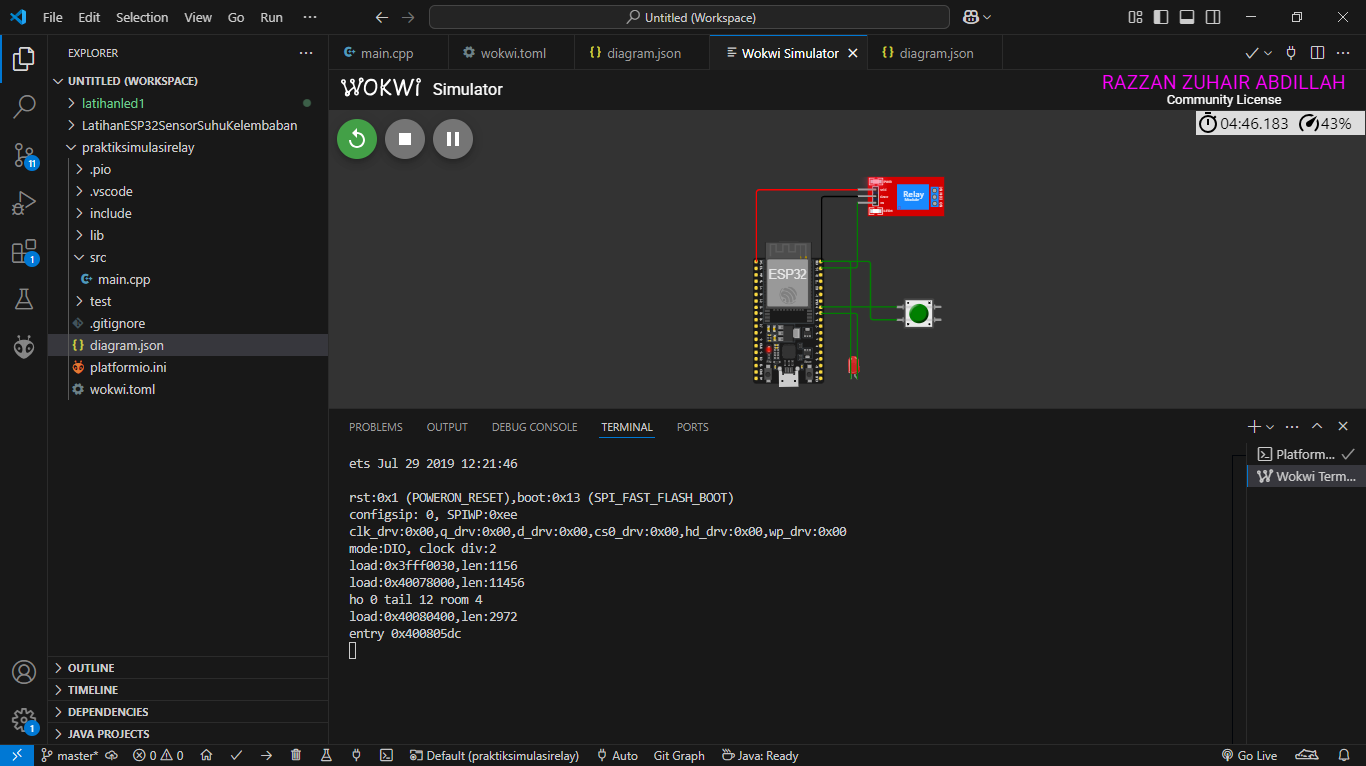 File Edit Selection View Go Run ···
Untitled (Workspace)
EXPLORER
UNTITLED (WORKSPACE)
latihanled1
LatihanESP32SensorSuhuKelembaban
praktiksimulasirelay
.pio
.vscode
include
lib
src
main.cpp
test
.gitignore
diagram.json
platformio.ini
wokwi.toml
OUTLINE
TIMELINE
DEPENDENCIES
JAVA PROJECTS
11
1
1
main.cpp
wokwi.toml
diagram.json
Wokwi Simulator
diagram.json
WOKWi Simulator
RAZZAN ZUHAIR ABDILLAH
Community License
04:46.183 43%
Relay
Module
ESP32
PROBLEMS OUTPUT DEBUG CONSOLE TERMINAL PORTS
Platform...
Wokwi Term...
ets Jul 29 2019 12:21:46
rst:0x1 (POWERON_RESET),boot:0x13 (SPI_FAST_FLASH_BOOT)
configsip: 0, SPIWP:0xee
clk_drv:0x00,q_drv:0x00,d_drv:0x00,cs0_drv:0x00,hd_drv:0x00,wp_drv:0x00
mode:DIO, clock div:2
load:0x3fff0030,len:1156
load:0x40078000,len:11456
ho 0 tail 12 room 4
load:0x40080400,len:2972
entry 0x400805dc
master* 0 0 Default (praktiksimulasirelay) Auto Git Graph Java: Ready Go Live